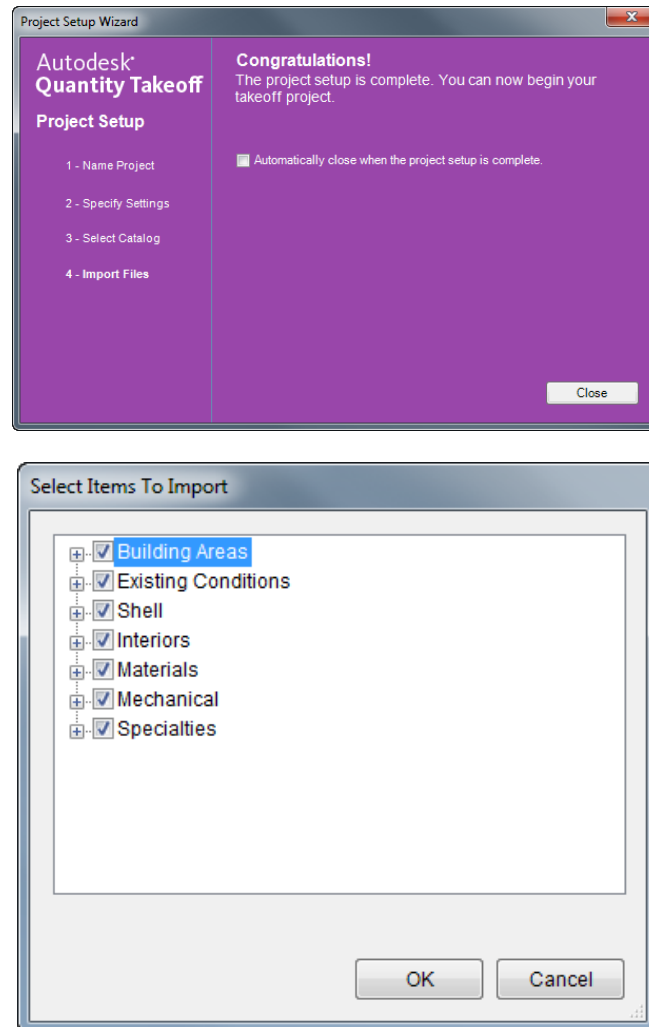 Project Setup Wizard
x
Autodesk®
Quantity Takeoff
Project Setup
1 - Name Project
2 - Specify Settings
3 - Select Catalog
4 - Import Files
Congratulations!
The project setup is complete. You can now begin your
takeoff project.
Automatically close when the project setup is complete.
Close
Select Items To Import
Building Areas
Existing Conditions
Shell
Interiors
Materials
Mechanical
Specialties
OK
Cancel